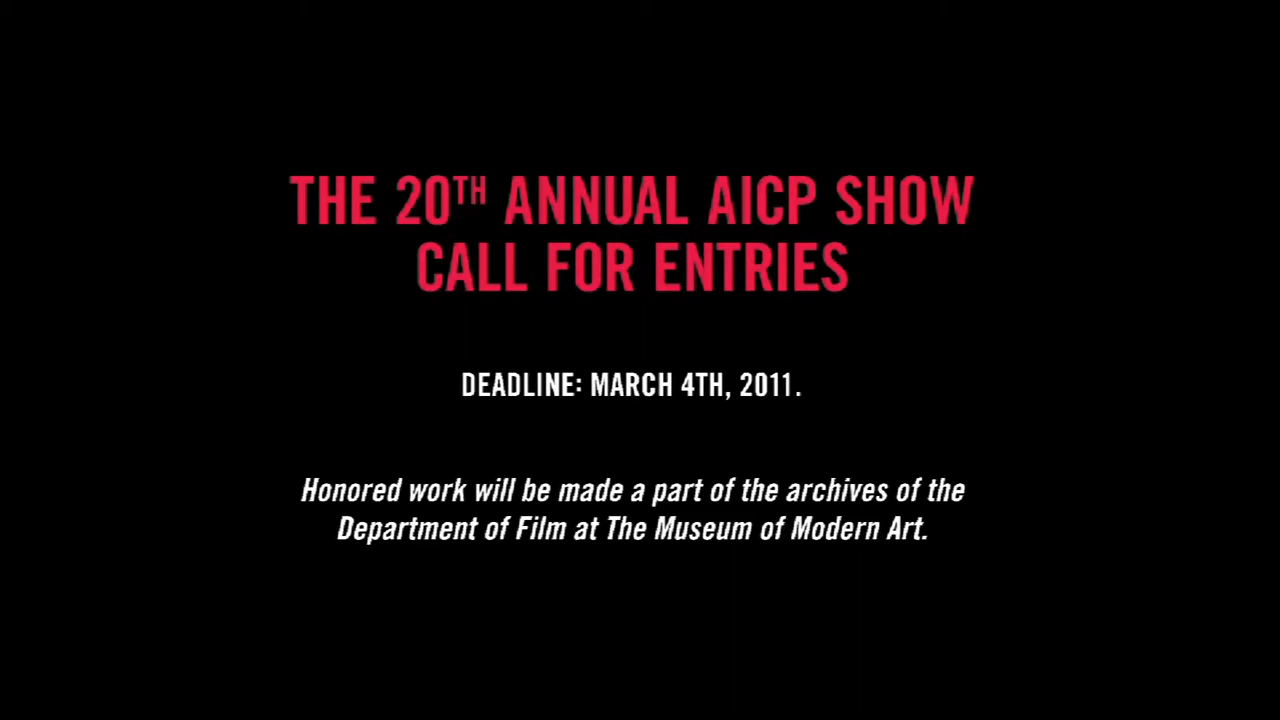 THE 20TH ANNUAL AICP SHOW
CALL FOR ENTRIES
DEADLINE: MARCH 4TH, 2011.
Honored work will be made a part of the archives of the
Department of Film at The Museum of Modern Art.